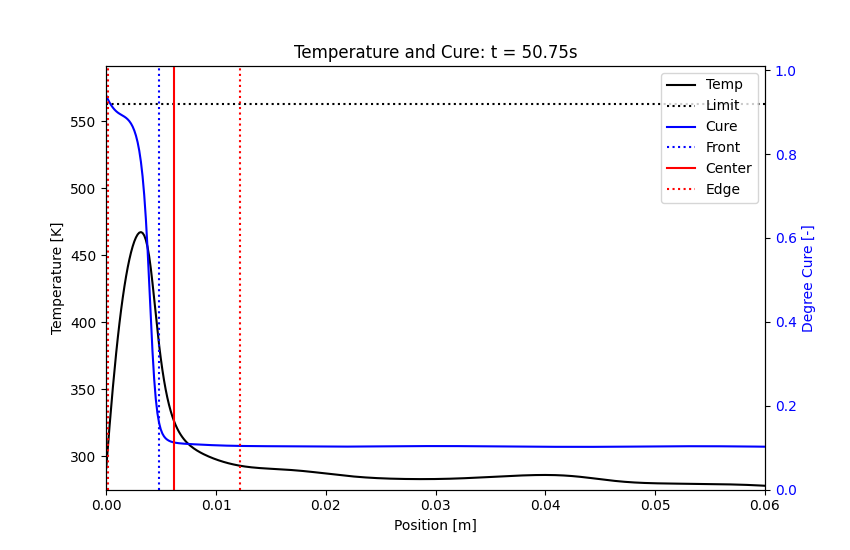 Temperature and Cure: t = 50.75s
Temp
Limit
Cure
Front
Center
Edge
Temperature [K]
550
500
450
400
350
300
Degree Cure [-]
1.0
0.8
0.6
0.4
0.2
0.0
0.00 0.01 0.02 0.03 0.04 0.05 0.06
Position [m]